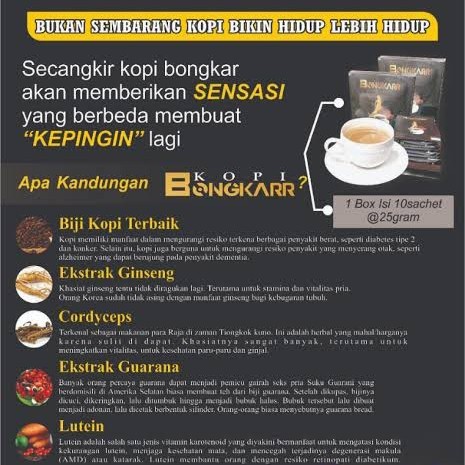 BUKAN SEMBARANG KOPI BIKIN HIDUP LEBIH HIDUP
Secangkir kopi bongkar
akan memberikan SENSASI
yang berbeda membuat
"KEPINGIN" lagi
BONGKARR
Apa Kandungan KOPI BONGKARR ?
1 Box Isi 10sachet
@25gram
Biji Kopi Terbaik
Kopi memiliki manfaat dalam mengurangi resiko terkena berbagai penyakit berat, seperti diabetes tipe 2
dan kanker. Selain itu, kopi juga berguna untuk mengurangi resiko penyakit yang menyerang otak, seperti
alzheimer yang dapat berujung pada penyakit dementia.
Ekstrak Ginseng
Khasiat ginseng tentu tidak diragukan lagi. Terutama untuk stamina dan vitalitas pria.
Orang Korea sudah tidak asing dengan manfaat ginseng bagi kebugaran tubuh.
Cordyceps
Terkenal sebagai makanan para Raja di zaman Tiongkok kuno. Ini adalah herbal yang mahal harganya
karena sulit di dapat. Khasiatnya sangat banyak, terutama untuk
meningkatkan vitalitas, untuk kesehatan paru-paru dan ginjal.
Ekstrak Guarana
Banyak orang percaya guarana dapat menjadi pemicu gairah seks pria Suku Guarani yang
berdomisili di Amerika Selatan biasa membuat teh dari biji guarana. Setelah dikupas, bijinya
dicuci, dikeringkan, lalu ditumbuk hingga menjadi bubuk halus. Bubuk tersebut lalu dibuat
menjadi adonan, lalu dicetak berbentuk silinder. Orang-orang biasa menyebutnya guarana bread.
Lutein
Lutein adalah salah satu jenis vitamin karotenoid yang diyakini bermanfaat untuk mengatasi kondisi
kekurangan lutein, menjaga kesehatan mata, dan mencegah terjadinya degenerasi makula
(AMD) atau katarak. Lutein membantu orang dengan resiko retinopati diabetikum.